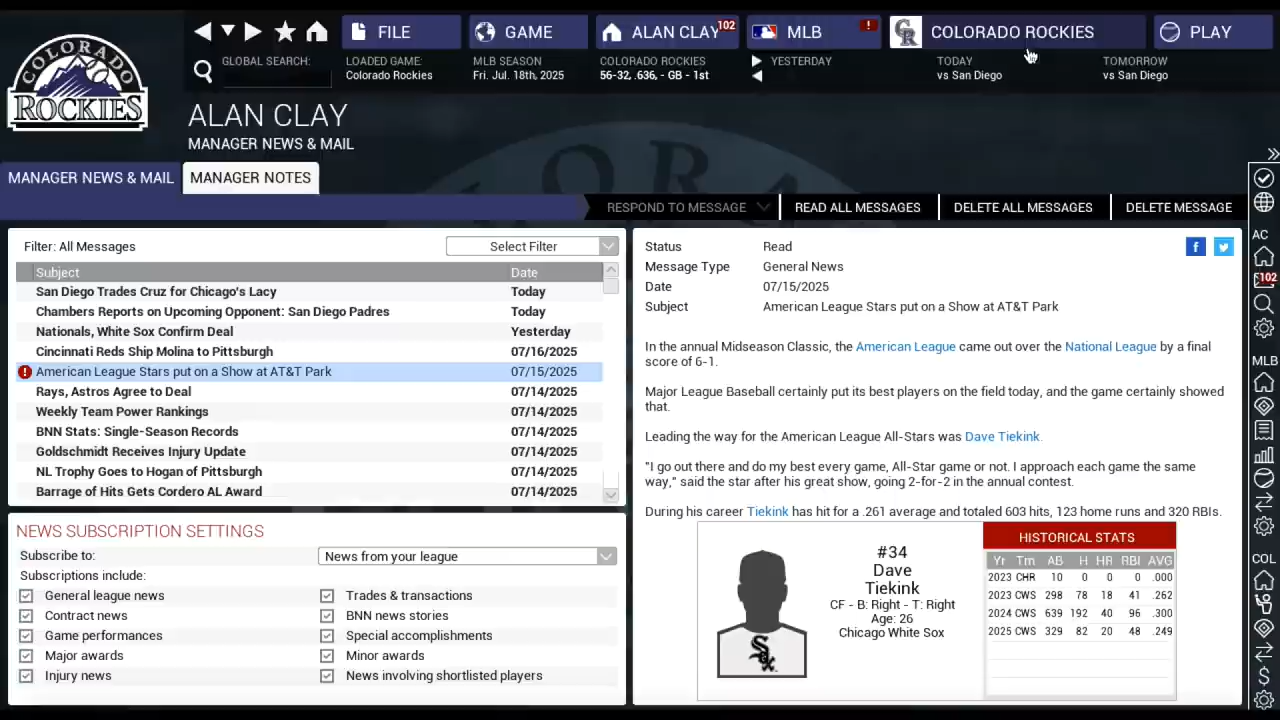 COLORADO
ROCKIES
FILE
GAME
ALAN CLAY
102
MLB
!
COLORADO ROCKIES
PLAY
GLOBAL SEARCH:
LOADED GAME:
Colorado Rockies
MLB SEASON
Fri. Jul. 18th, 2025
COLORADO ROCKIES
56-32, .636, - GB - 1st
YESTERDAY
TODAY
vs San Diego
TOMORROW
vs San Diego
ALAN CLAY
MANAGER NEWS & MAIL
MANAGER NEWS & MAIL
MANAGER NOTES
RESPOND TO MESSAGE
READ ALL MESSAGES
DELETE ALL MESSAGES
DELETE MESSAGE
Filter: All Messages
Select Filter
Subject Date
San Diego Trades Cruz for Chicago's Lacy Today
Chambers Reports on Upcoming Opponent: San Diego Padres Today
Nationals, White Sox Confirm Deal Yesterday
Cincinnati Reds Ship Molina to Pittsburgh 07/16/2025
! American League Stars put on a Show at AT&T Park 07/15/2025
Rays, Astros Agree to Deal 07/14/2025
Weekly Team Power Rankings 07/14/2025
BNN Stats: Single-Season Records 07/14/2025
Goldschmidt Receives Injury Update 07/14/2025
NL Trophy Goes to Hogan of Pittsburgh 07/14/2025
Barrage of Hits Gets Cordero AL Award 07/14/2025
NEWS SUBSCRIPTION SETTINGS
Subscribe to: News from your league
Subscriptions include:
General league news Trades & transactions
Contract news BNN news stories
Game performances Special accomplishments
Major awards Minor awards
Injury news News involving shortlisted players
Status Read
Message Type General News
Date 07/15/2025
Subject American League Stars put on a Show at AT&T Park
In the annual Midseason Classic, the American League came out over the National League by a final
score of 6-1.
Major League Baseball certainly put its best players on the field today, and the game certainly showed
that.
Leading the way for the American League All-Stars was Dave Tiekink.
"I go out there and do my best every game, All-Star game or not. I approach each game the same
way," said the star after his great show, going 2-for-2 in the annual contest.
During his career Tiekink has hit for a .261 average and totaled 603 hits, 123 home runs and 320 RBIs.
#34
Dave
Tiekink
CF - B: Right - T: Right
Age: 26
Chicago White Sox
Sox
HISTORICAL STATS
Yr Tm AB H HR RBI AVG
2023 CHR 10 0 0 0 .000
2023 CWS 298 78 18 41 .262
2024 CWS 639 192 40 96 .300
2025 CWS 329 82 20 48 .249
AC
102
MLB
COL